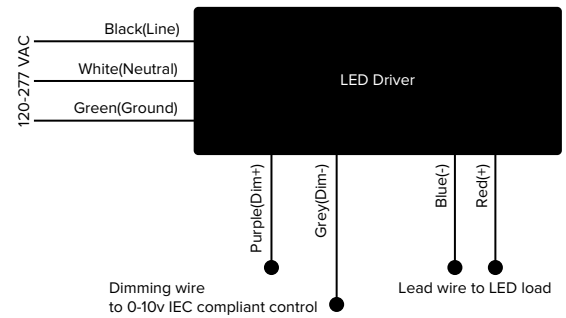 120-277 VAC
Black(Line)
White(Neutral)
Green(Ground)
LED Driver
Purple(Dim+)
Grey(Dim-)
Blue(-)
Red(+)
Dimming wire
to 0-10v IEC compliant control
Lead wire to LED load